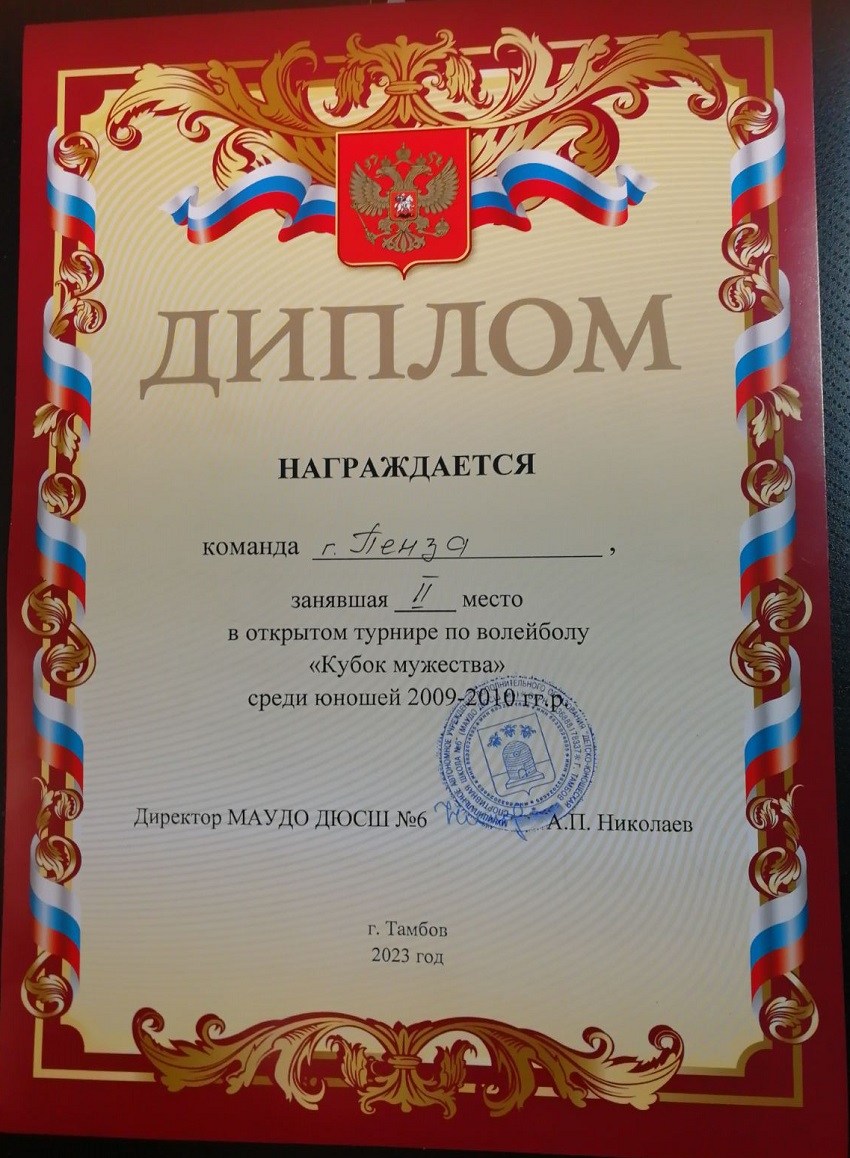 ДИПЛОМ
НАГРАЖДАЕТСЯ
команда г. Пенза ,
занявшая II место
в открытом турнире по волейболу
«Кубок мужества»
среди юношей 2009-2010 гг.р.
Директор МАУДО ДЮСШ №6 А.П. Николаев
г. Тамбов
2023 год